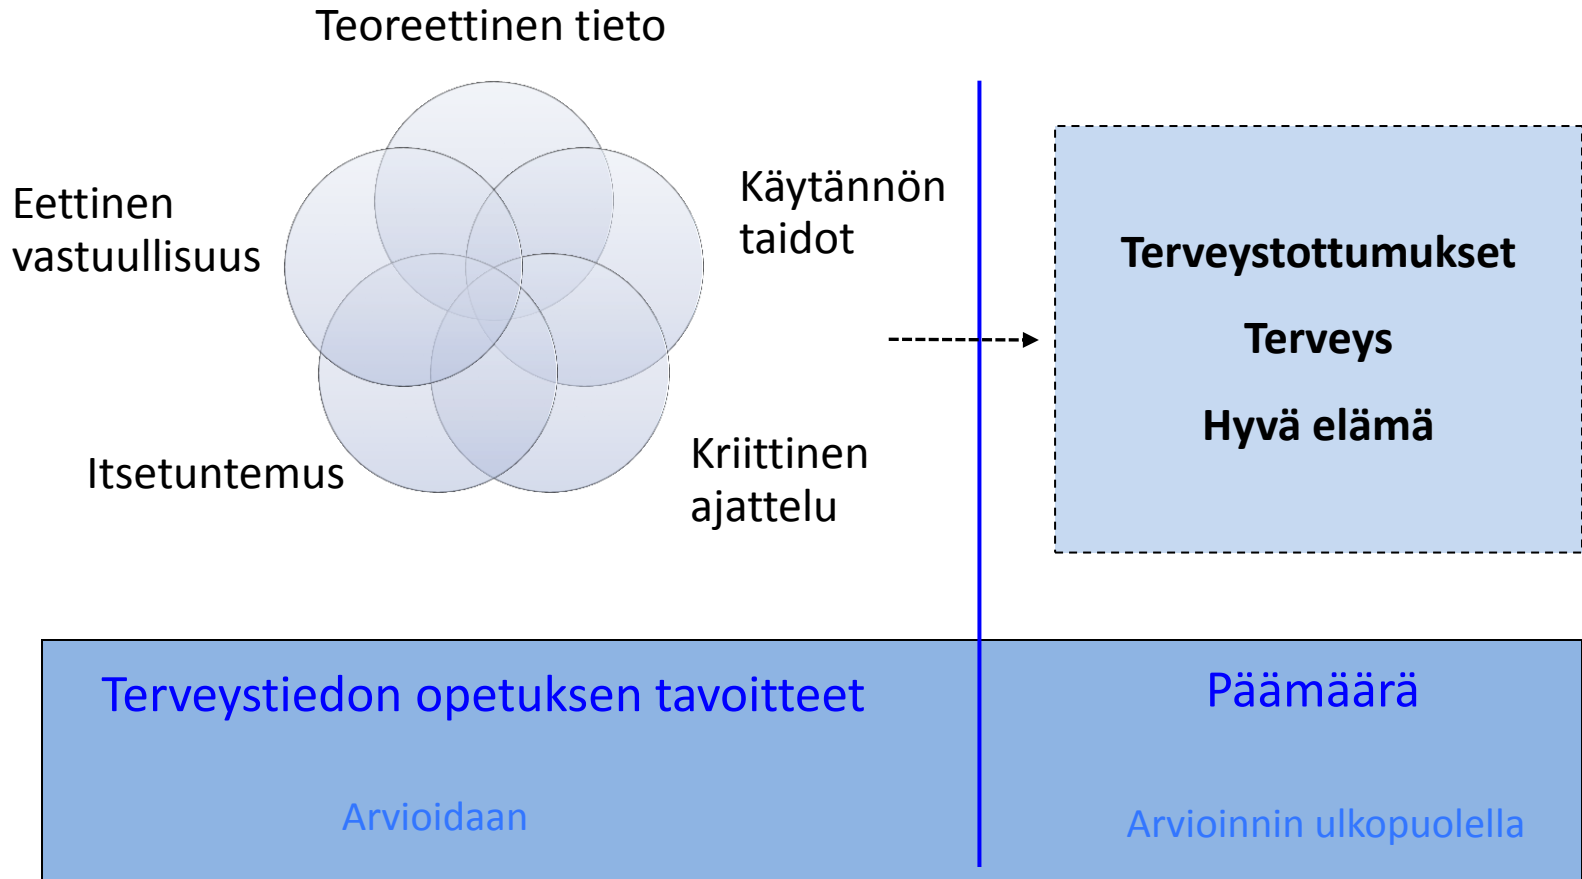 Teoreettinen tieto
Eettinen
vastuullisuus
Käytännön
taidot
Itsetuntemus
Kriittinen
ajattelu
Terveystottumukset
Terveys
Hyvä elämä
Terveystiedon opetuksen tavoitteet
Arvioidaan
Päämäärä
Arvioinnin ulkopuolella